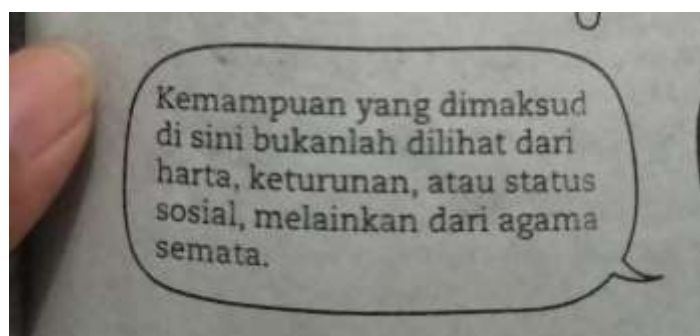 Kemampuan yang dimaksud
di sini bukanlah dilihat dari
harta, keturunan, atau status
sosial, melainkan dari agama
semata.